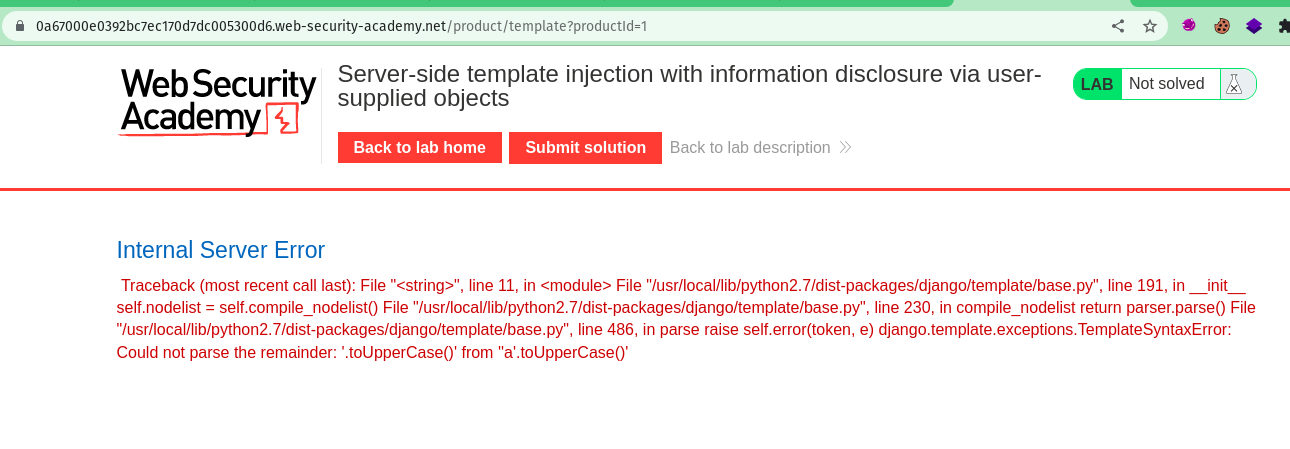 0a67000e0392bc7ec170d7dc005300d6.web-security-academy.net/product/template?productId=1
Web Security
Academy
Server-side template injection with information disclosure via user-
supplied objects
LAB Not solved
Back to lab home Submit solution Back to lab description
Internal Server Error
Traceback (most recent call last): File "<string>", line 11, in <module> File "/usr/local/lib/python2.7/dist-packages/django/template/base.py", line 191, in __init__
self.nodelist = self.compile_nodelist() File "/usr/local/lib/python2.7/dist-packages/django/template/base.py", line 230, in compile_nodelist return parser.parse() File
"/usr/local/lib/python2.7/dist-packages/django/template/base.py", line 486, in parse raise self.error(token, e) django.template.exceptions.TemplateSyntaxError:
Could not parse the remainder: '.toUpperCase()' from ''a'.toUpperCase()'